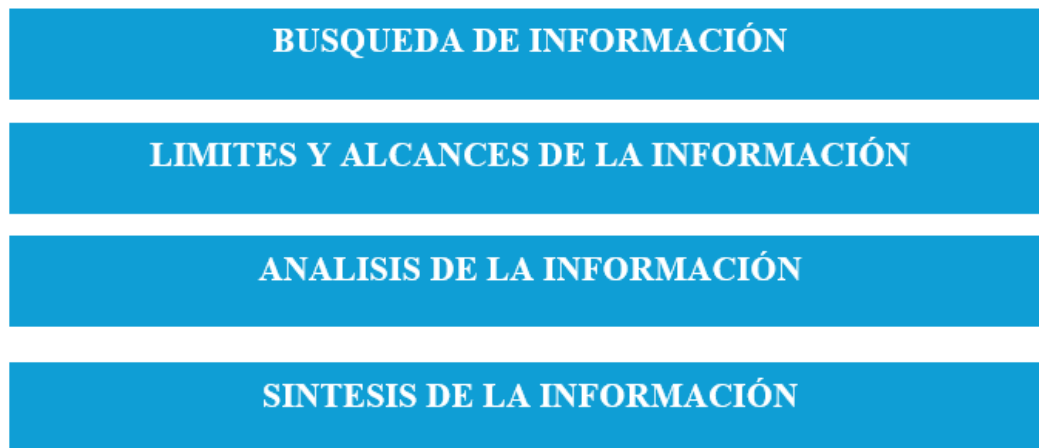 BUSQUEDA DE INFORMACIÓN
LIMITES Y ALCANCES DE LA INFORMACIÓN
ANALISIS DE LA INFORMACIÓN
SINTESIS DE LA INFORMACIÓN